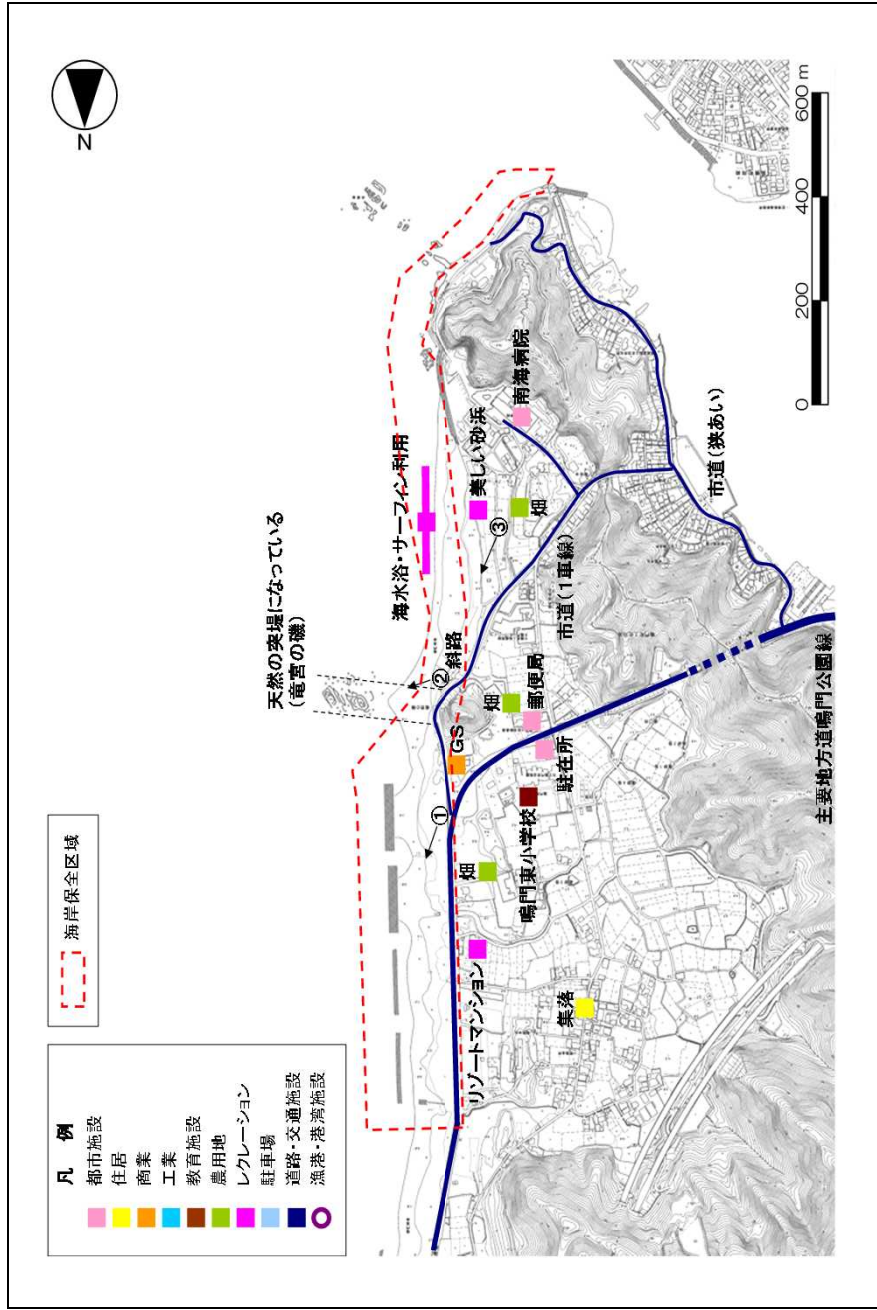 凡例
都市施設
住居
商業
工業
教育施設
農用地
レクレーション
駐車場
道路・交通施設
漁港・港湾施設
海岸保全区域
天然の突堤になっている
(竜宮の磯)
海水浴・サーフィン利用
①
②
斜路
③
美しい砂浜
南海病院
GS
畑
畑
畑
郵便局
駐在所
鳴門東小学校
リゾートマンション
集落
市道(1車線)
市道(狭あい)
主要地方道鳴門公園線
N
0
200
400
600 m